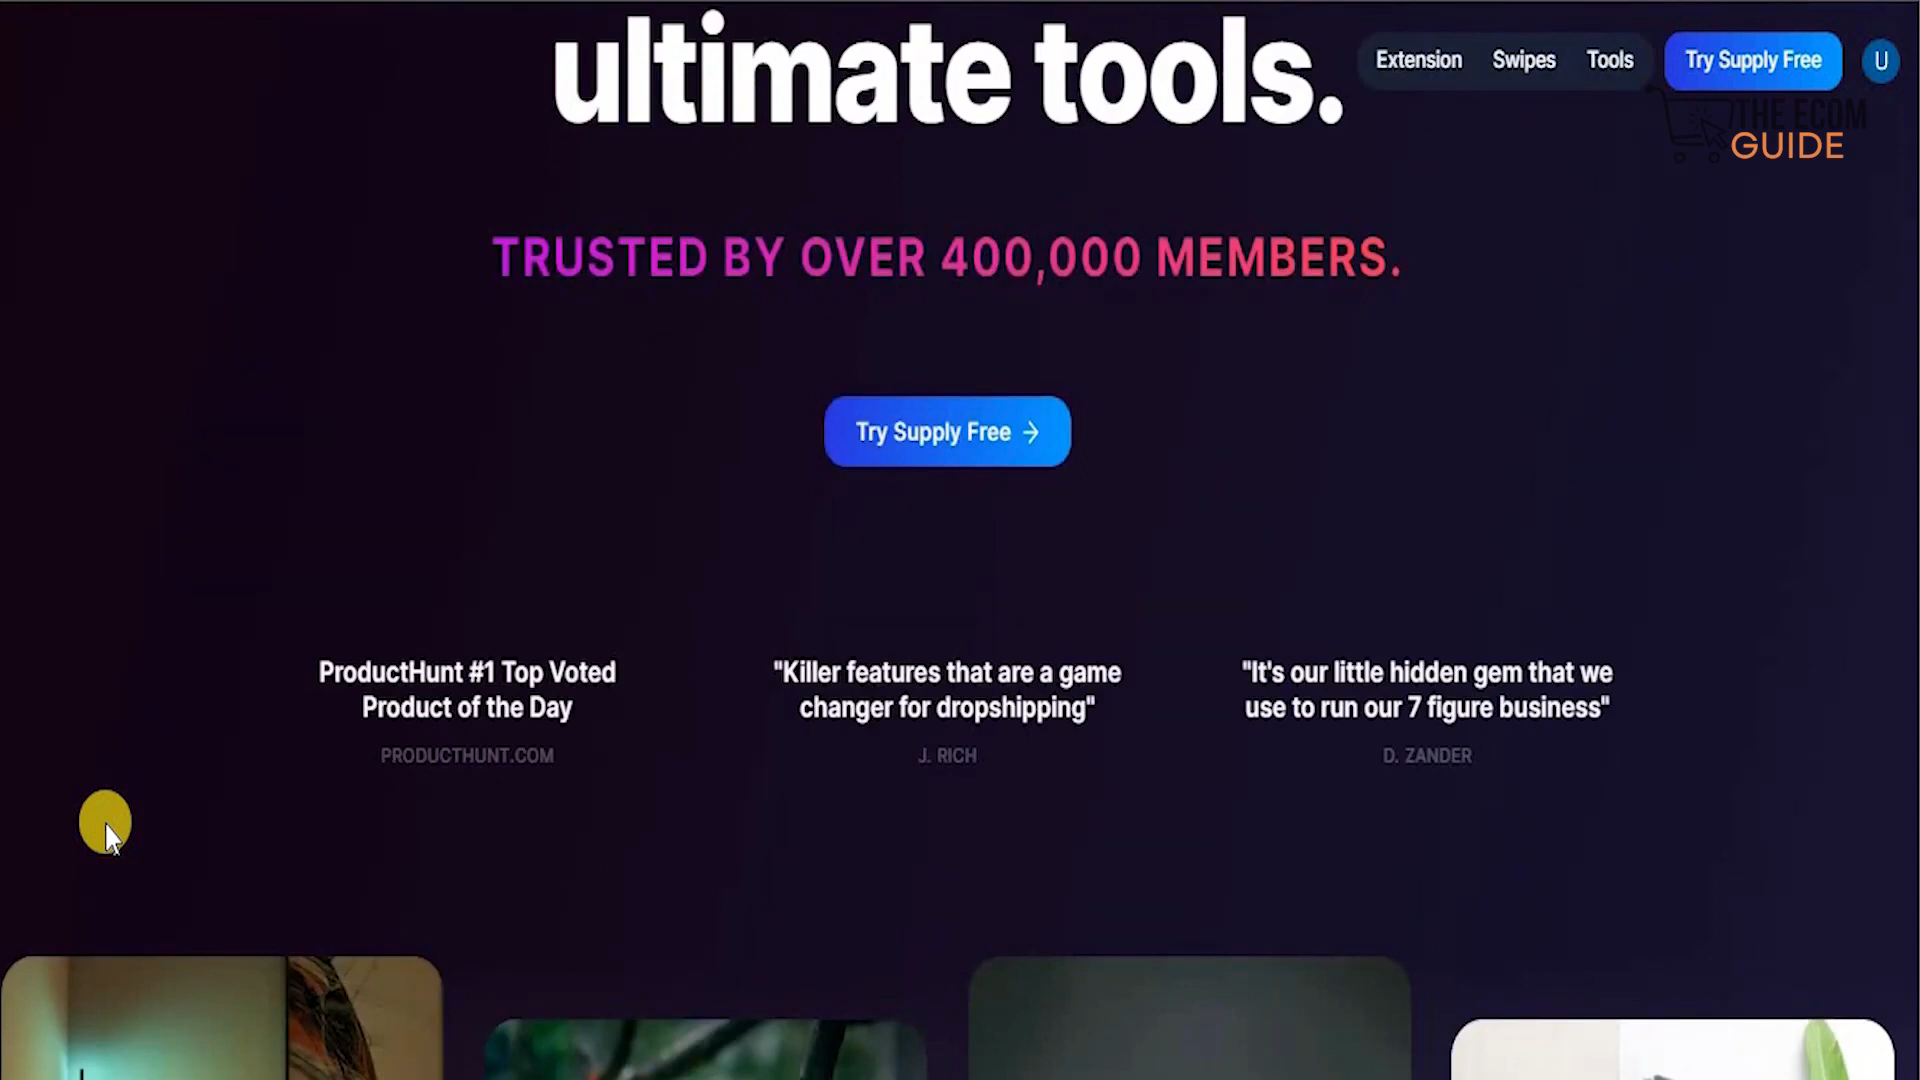 ultimate tools.
Extension Swipes Tools Try Supply Free U
THE ECOM
GUIDE
TRUSTED BY OVER 400,000 MEMBERS.
Try Supply Free →
ProductHunt #1 Top Voted
Product of the Day
PRODUCTHUNT.COM
"Killer features that are a game
changer for dropshipping"
J. RICH
"It's our little hidden gem that we
use to run our 7 figure business"
D. ZANDER